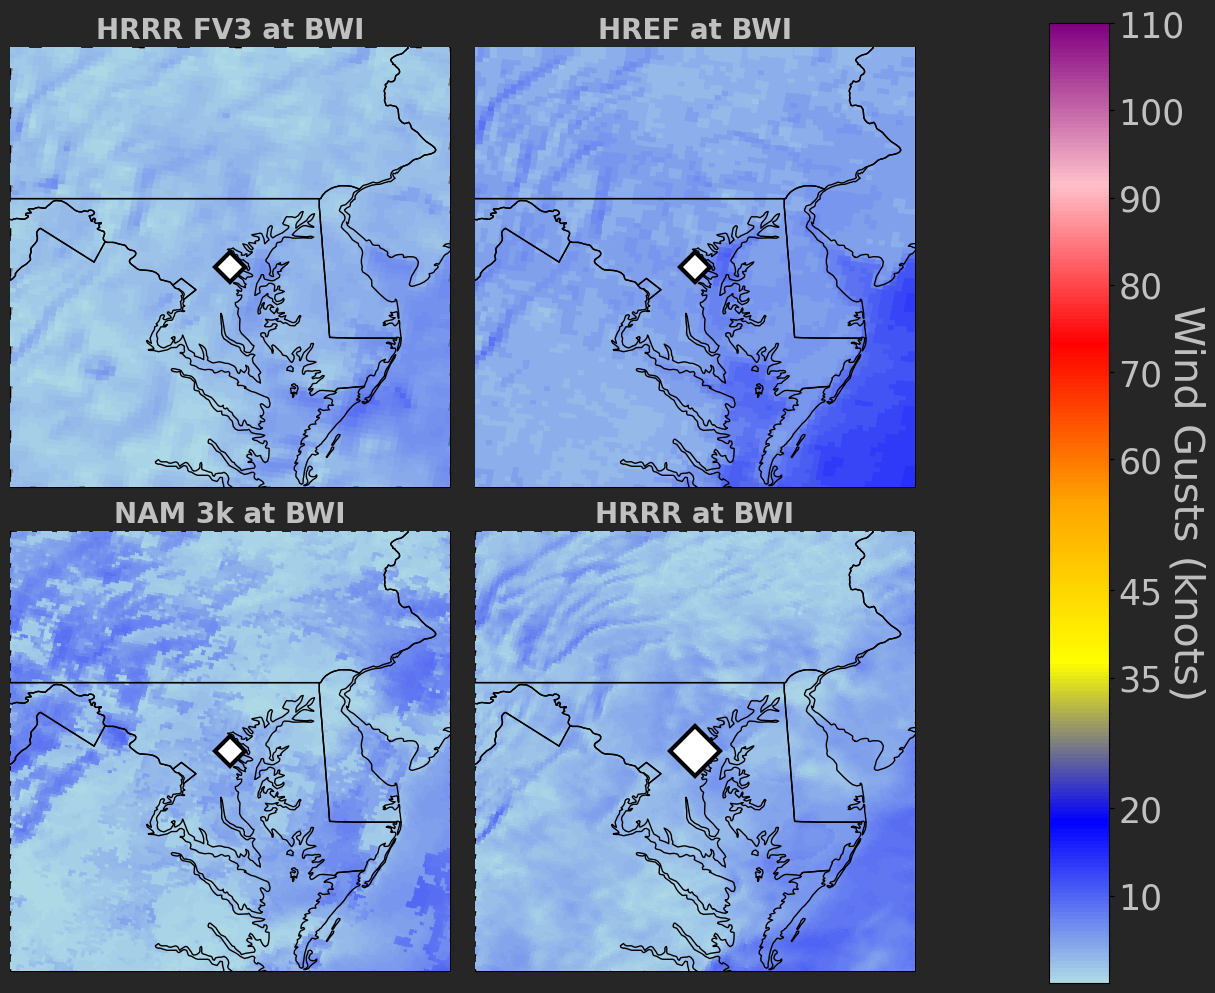 HRRR FV3 at BWI
HREF at BWI
NAM 3k at BWI
HRRR at BWI
110
100
90
80
70
60
45
35
20
10
Wind Gusts (knots)